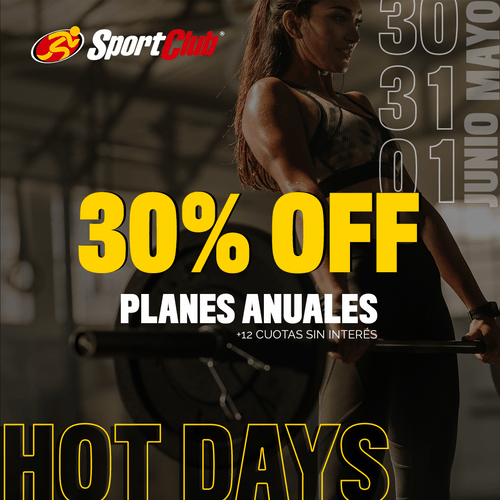 SportClub®
30
31
01
JUNIO MAYO
30% OFF
PLANES ANUALES
+12 CUOTAS SIN INTERÉS
HOT DAYS